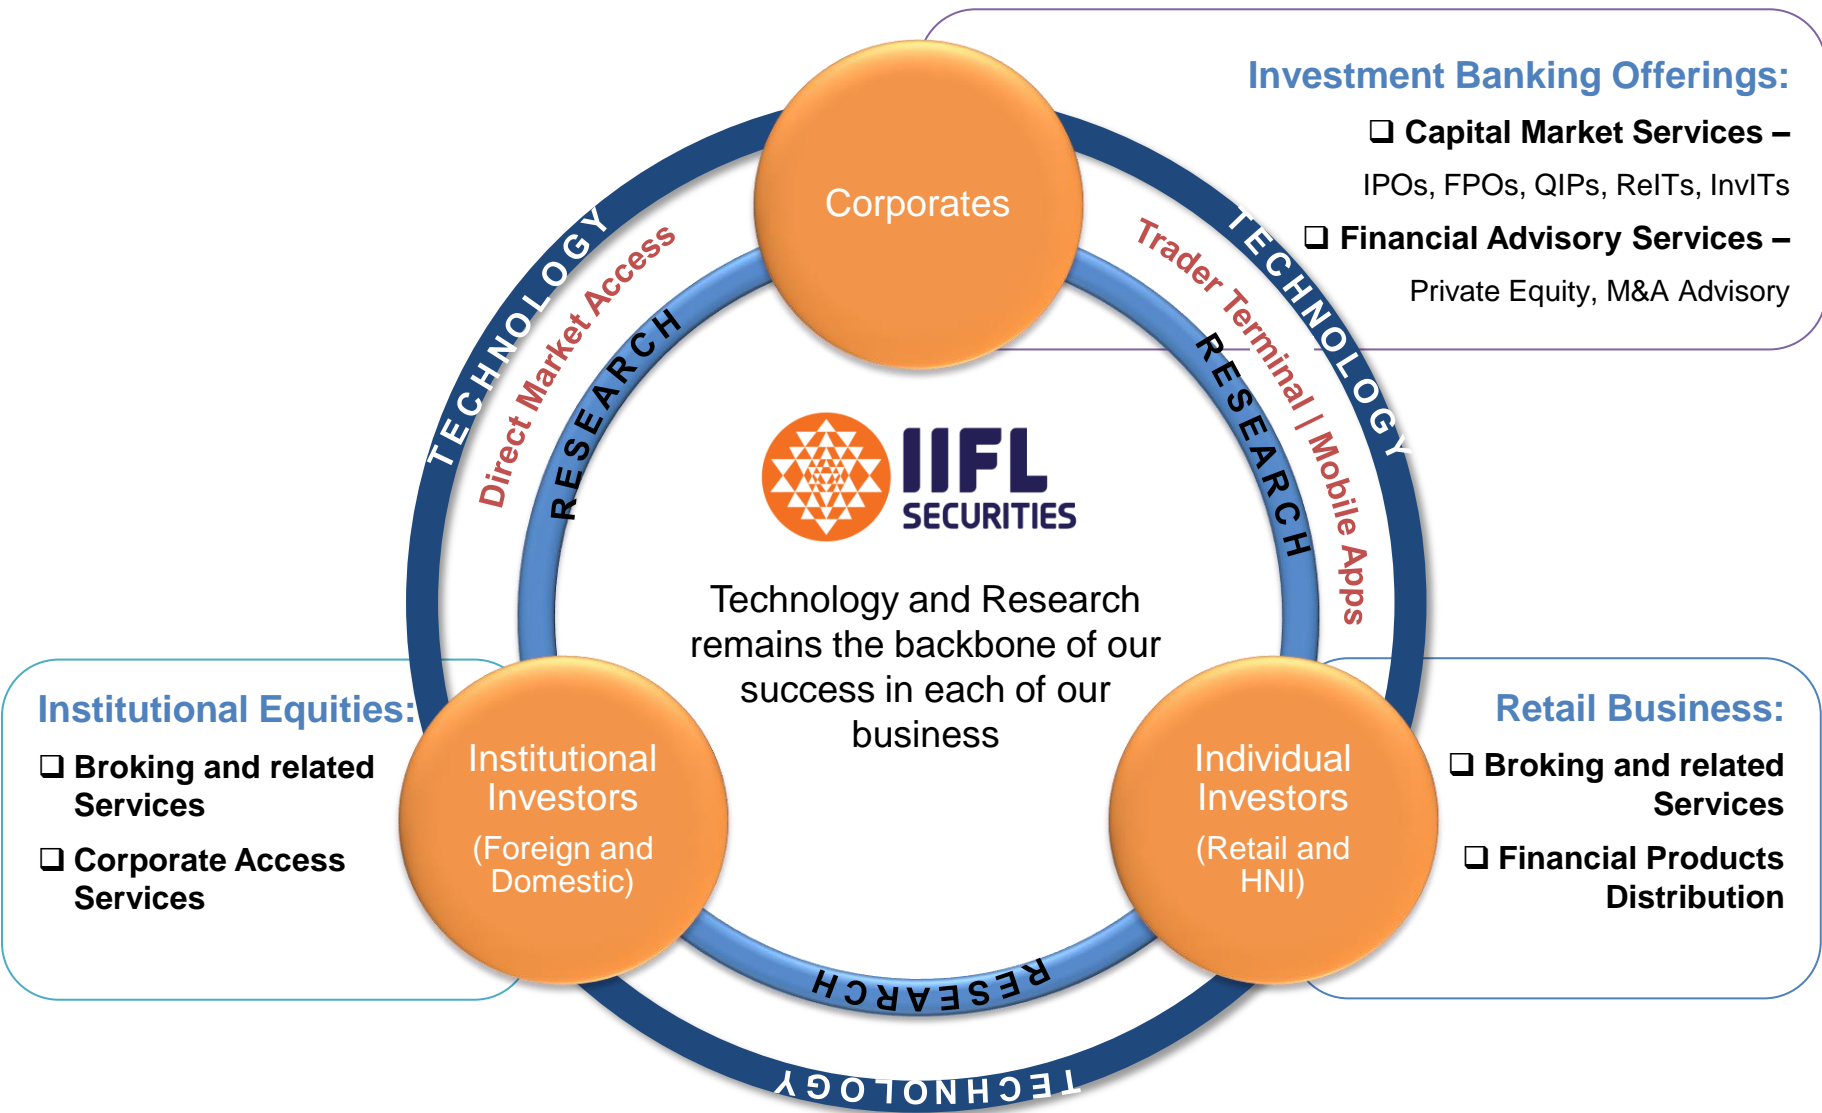 Investment Banking Offerings:
❑ Capital Market Services –
IPOs, FPOs, QIPs, ReITs, InvITs
❑ Financial Advisory Services –
Private Equity, M&A Advisory
Corporates
TECHNOLOGY
Direct Market Access
RESEARCH
TECHNOLOGY
Trader Terminal | Mobile Apps
RESEARCH
IIFL
SECURITIES
Technology and Research
remains the backbone of our
success in each of our
business
Institutional Equities:
❑ Broking and related
Services
❑ Corporate Access
Services
Institutional
Investors
(Foreign and
Domestic)
Individual
Investors
(Retail and
HNI)
Retail Business:
❑ Broking and related
Services
❑ Financial Products
Distribution
RESEARCH
TECHNOLOGY